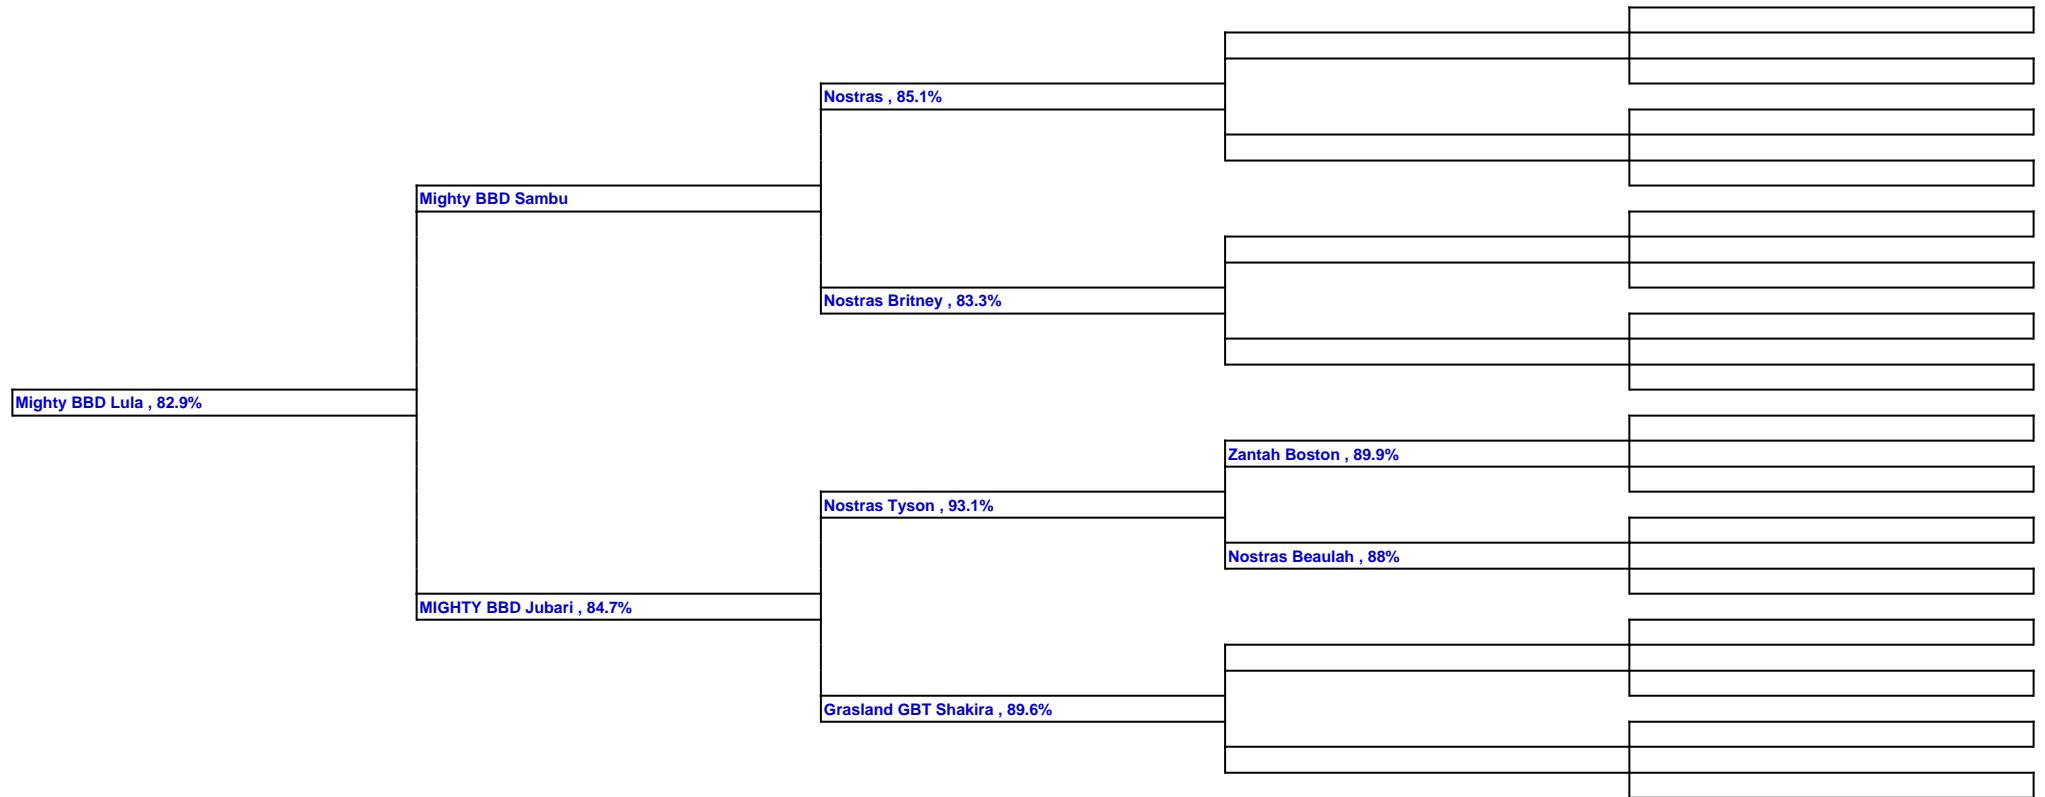 Nostras , 85.1%
Mighty BBD Sambu
Nostras Britney , 83.3%
Mighty BBD Lula , 82.9%
Zantah Boston , 89.9%
Nostras Tyson , 93.1%
Nostras Beaulah , 88%
MIGHTY BBD Jubari , 84.7%
Grasland GBT Shakira , 89.6%